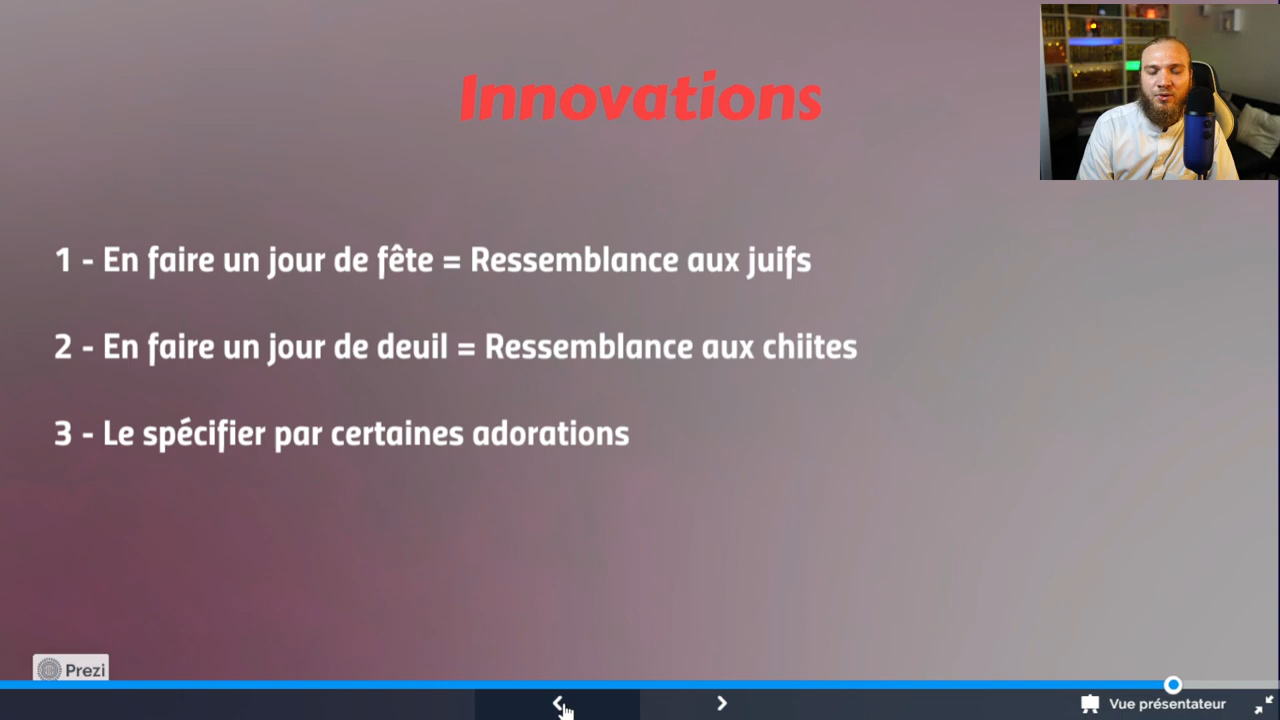 Innovations
1 - En faire un jour de fête = Ressemblance aux juifs
2 - En faire un jour de deuil = Ressemblance aux chiites
3 - Le spécifier par certaines adorations
Prezi
Vue présentateur